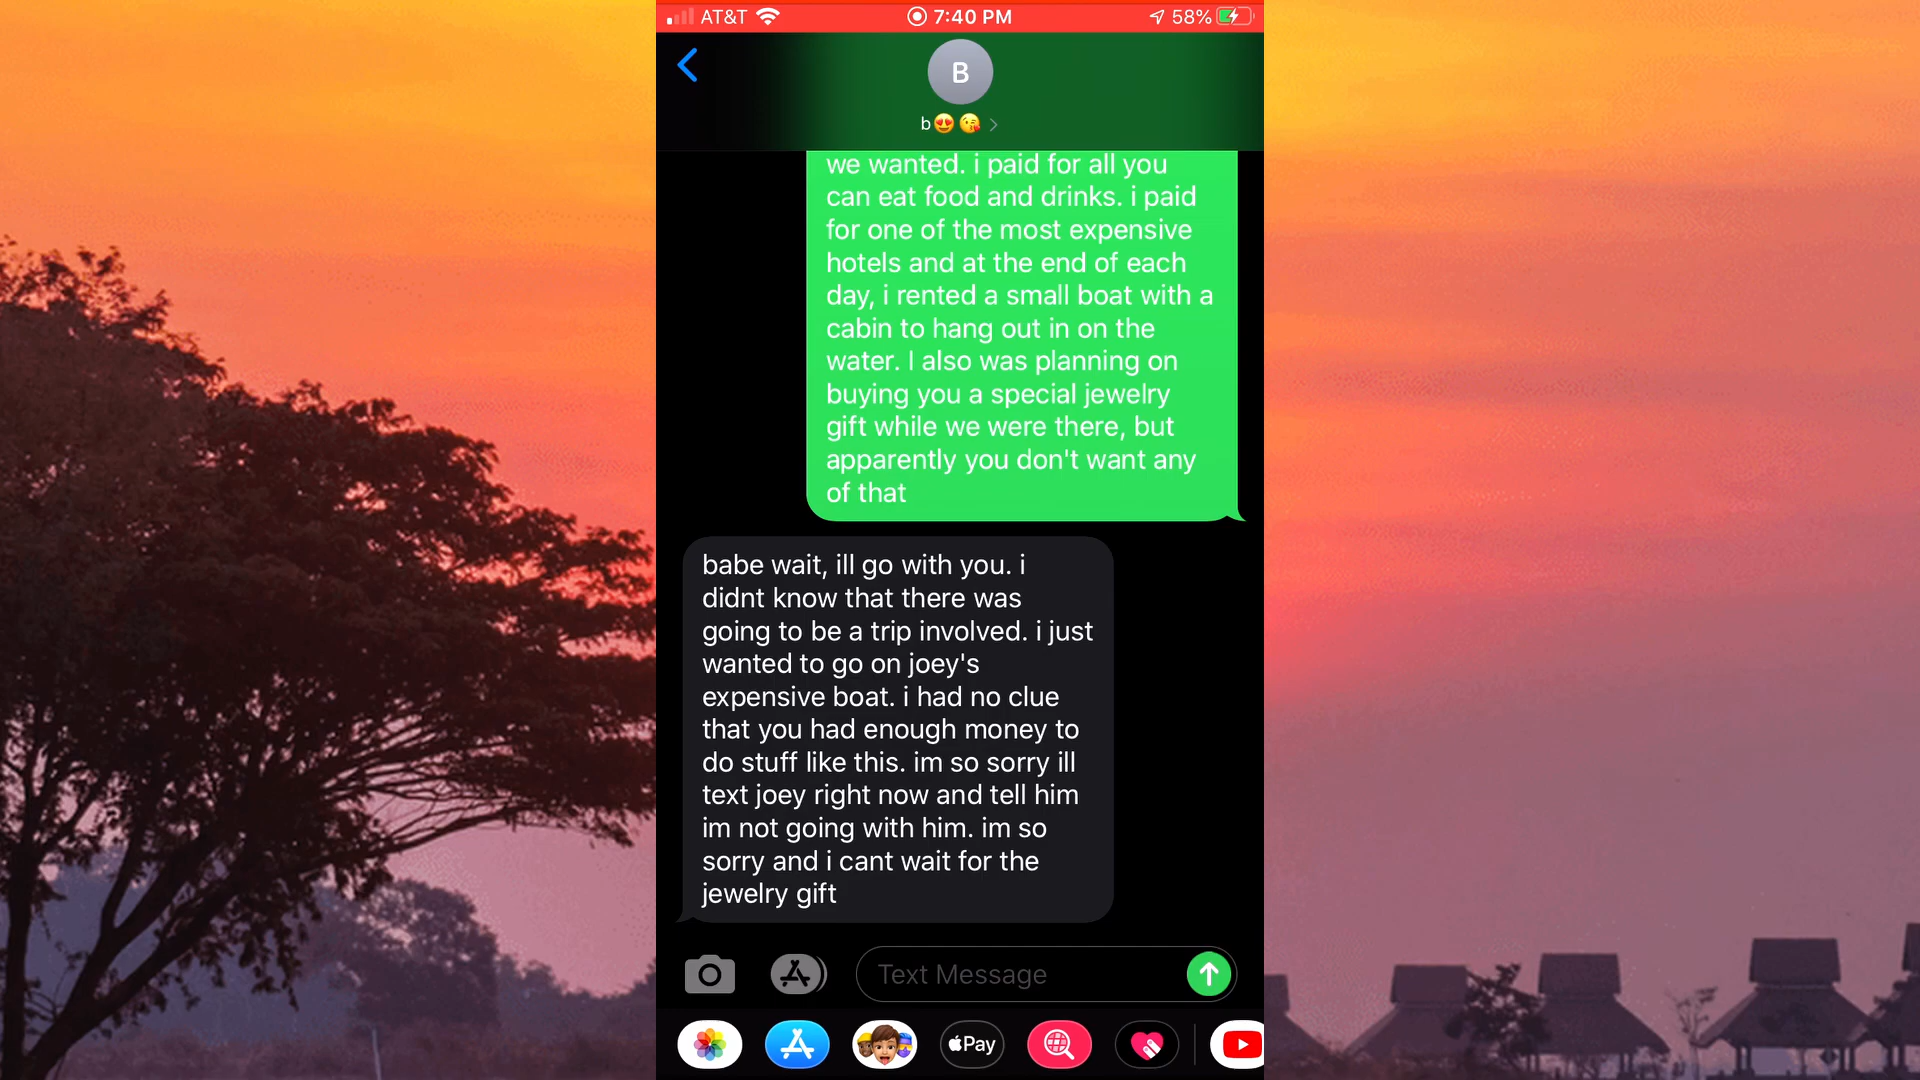 AT&T 7:40 PM 58%
B
b😍😘
we wanted. i paid for all you
can eat food and drinks. i paid
for one of the most expensive
hotels and at the end of each
day, i rented a small boat with a
cabin to hang out in on the
water. I also was planning on
buying you a special jewelry
gift while we were there, but
apparently you don't want any
of that
babe wait, ill go with you. i
didnt know that there was
going to be a trip involved. i just
wanted to go on joey's
expensive boat. i had no clue
that you had enough money to
do stuff like this. im so sorry ill
text joey right now and tell him
im not going with him. im so
sorry and i cant wait for the
jewelry gift
Text Message
Pay